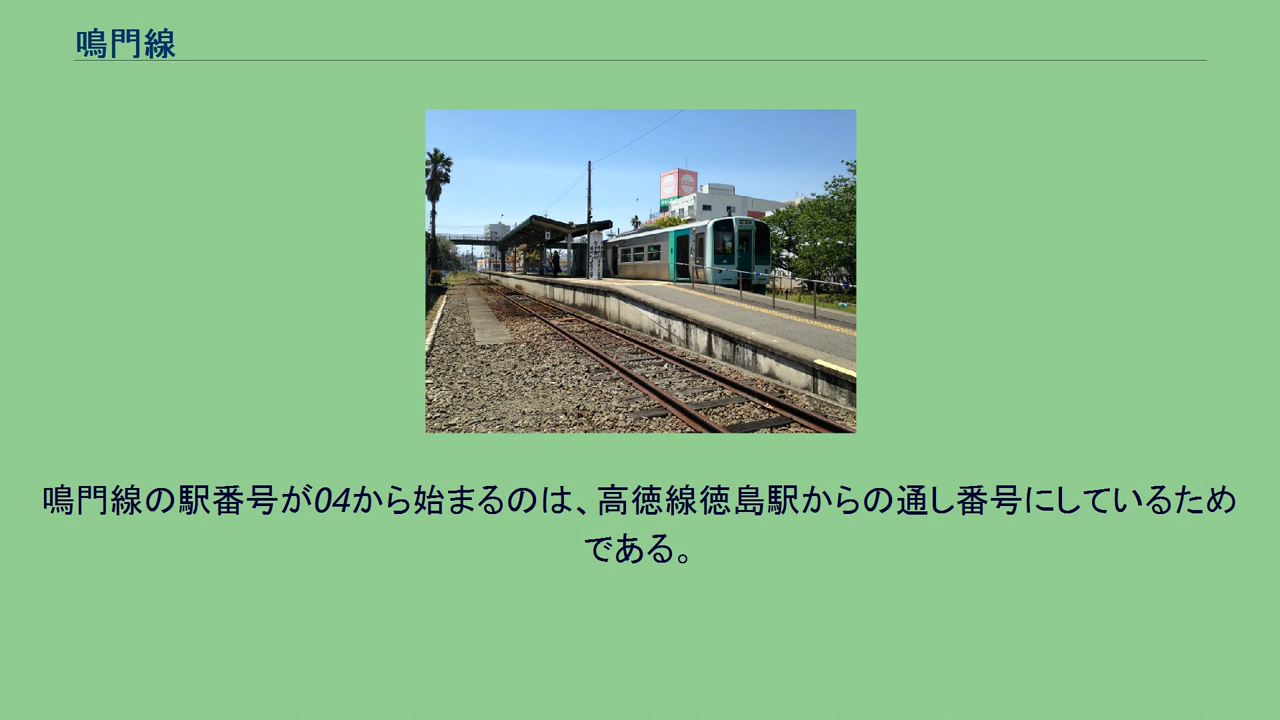 鳴門線
鳴門線の駅番号が04から始まるのは、高徳線徳島駅からの通し番号にしているため
である。